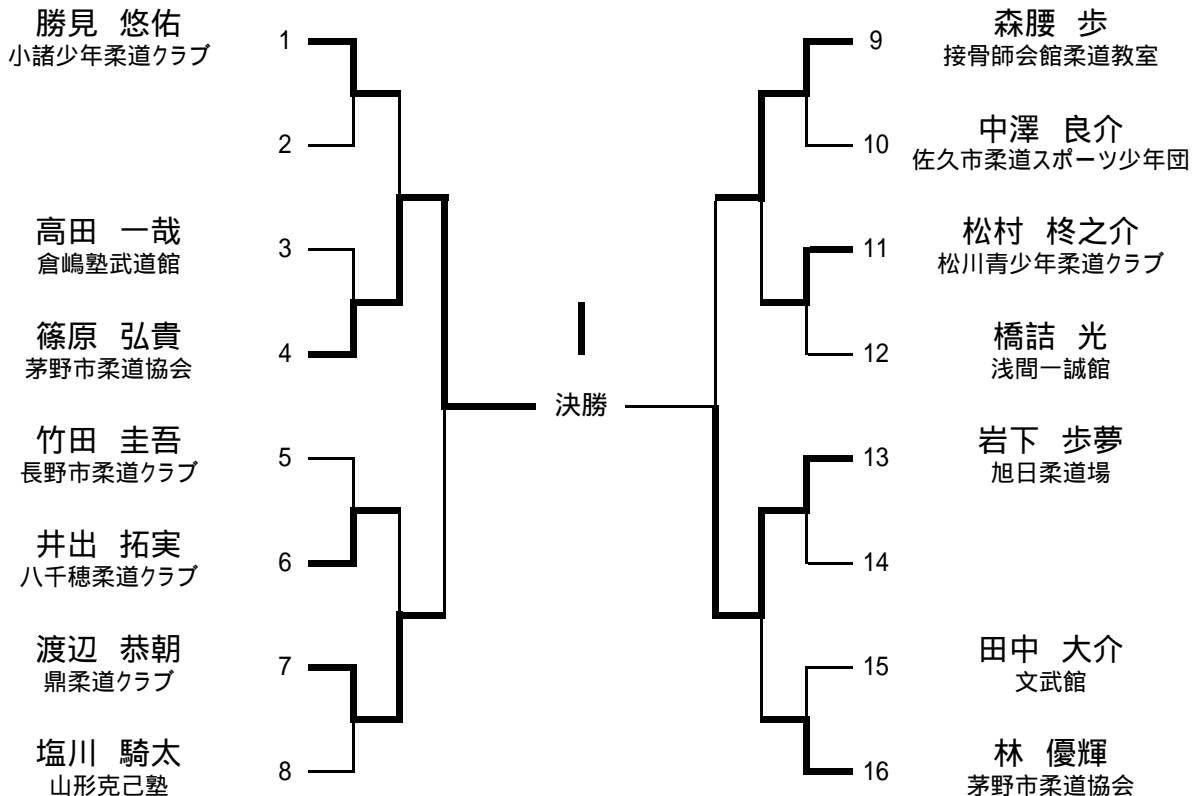 勝見 悠佑
小諸少年柔道クラブ
1
2
高田 一哉
倉嶋塾武道館
3
篠原 弘貴
茅野市柔道協会
4
竹田 圭吾
長野市柔道クラブ
5
井出 拓実
八千穂柔道クラブ
6
渡辺 恭朝
鼎柔道クラブ
7
塩川 騎太
山形克己塾
8
決勝
9
森腰 歩
接骨師会館柔道教室
10
中澤 良介
佐久市柔道スポーツ少年団
11
松村 柊之介
松川青少年柔道クラブ
12
橋詰 光
浅間一誠館
13
岩下 歩夢
旭日柔道場
14
15
田中 大介
文武館
16
林 優輝
茅野市柔道協会